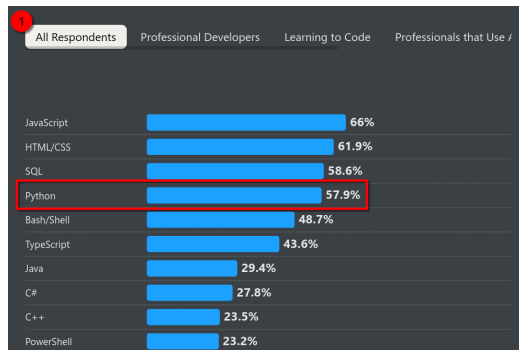 1
All Respondents Professional Developers Learning to Code Professionals that Use
JavaScript 66%
HTML/CSS 61.9%
SQL 58.6%
Python 57.9%
Bash/Shell 48.7%
TypeScript 43.6%
Java 29.4%
C# 27.8%
C++ 23.5%
PowerShell 23.2%